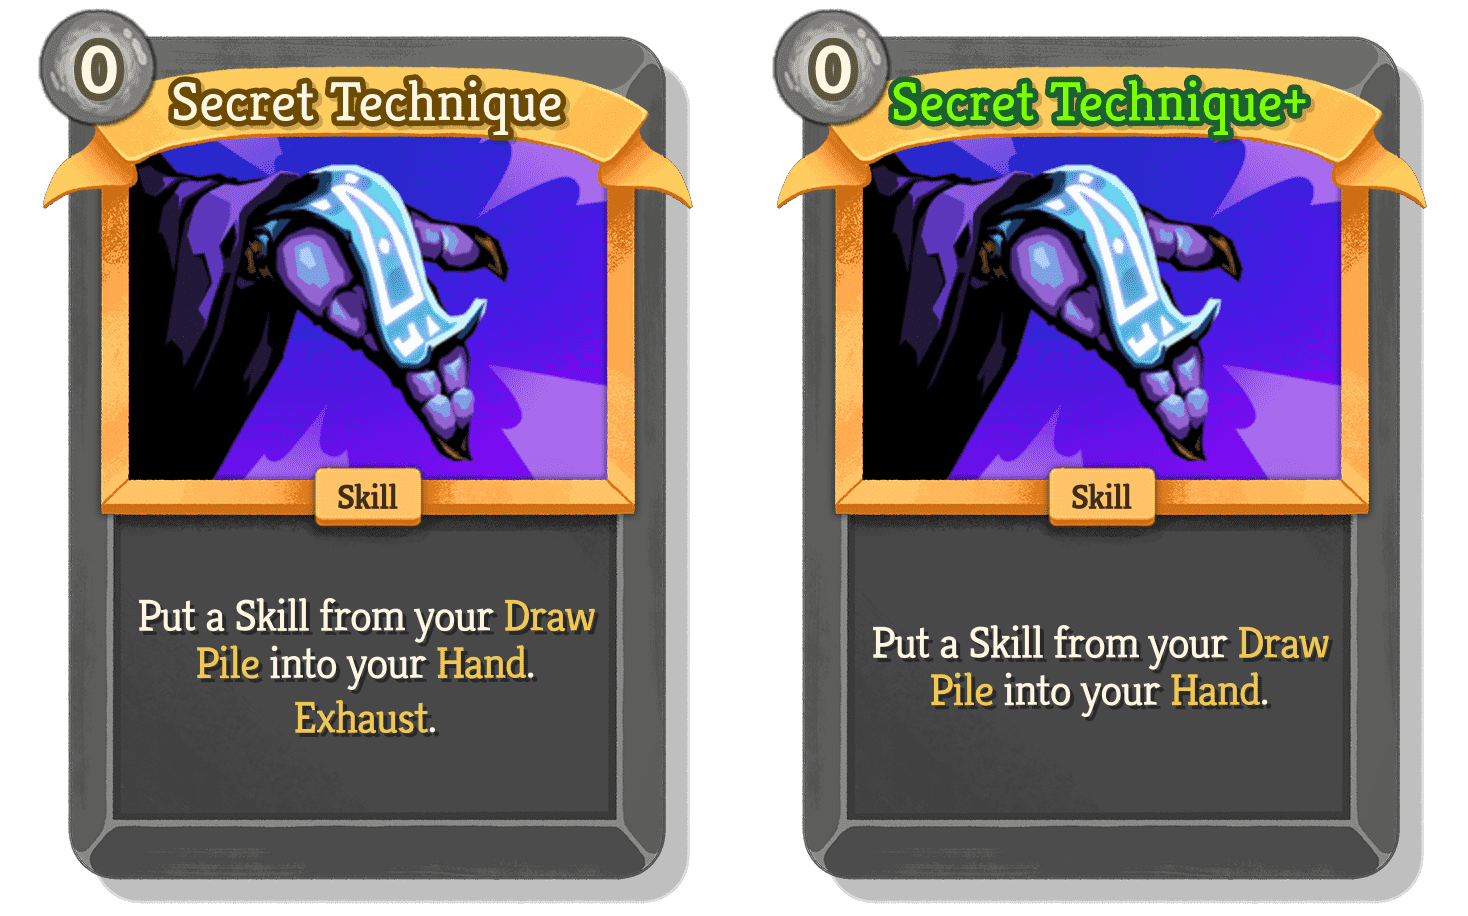 0
Secret Technique
Skill
Put a Skill from your Draw
Pile into your Hand.
Exhaust.
0
Secret Technique+
Skill
Put a Skill from your Draw
Pile into your Hand.